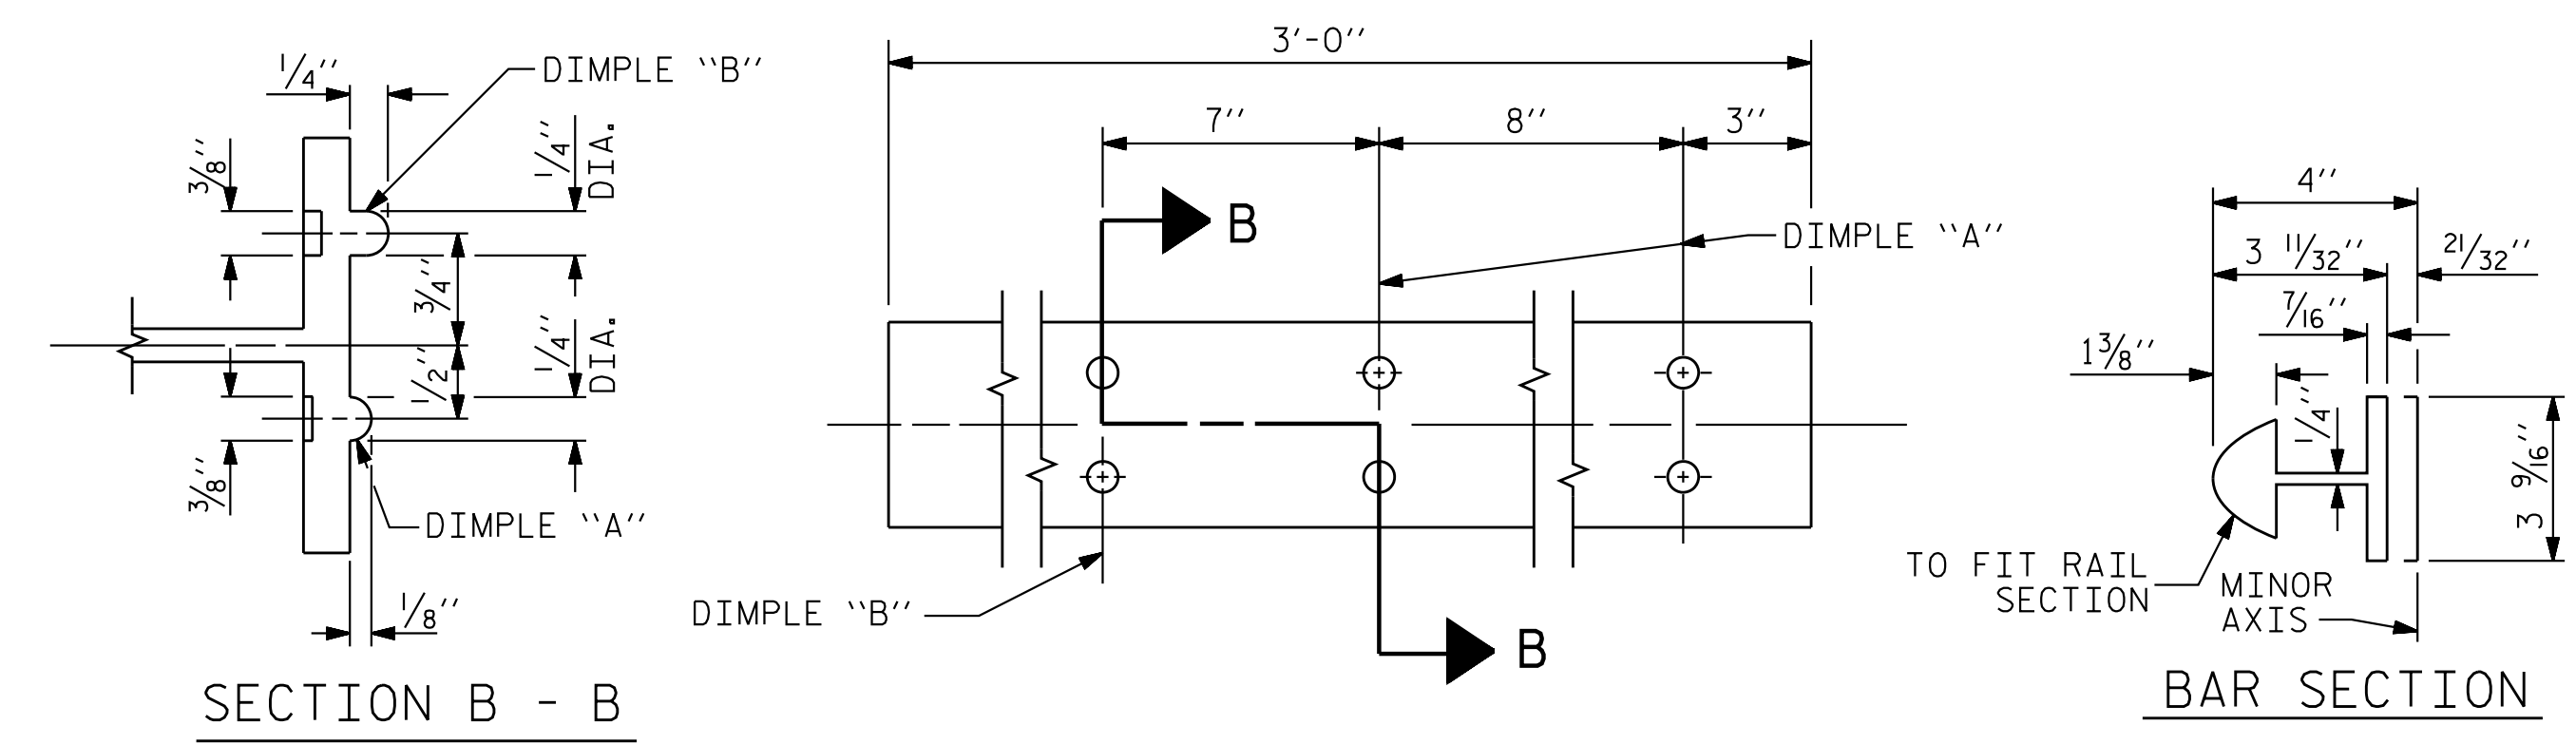 1/4''
DIMPLE ''B''
3/8''
1/4'' DIA.
3/4''
1/2''
1/4'' DIA.
3/8''
DIMPLE ''A''
1/8''
SECTION B - B
3'-0''
7''
8''
3''
B
DIMPLE ''A''
DIMPLE ''B''
B
4''
3 11/32''
21/32''
7/16''
1 3/8''
1/4''
3 9/16''
TO FIT RAIL
SECTION
MINOR
AXIS
BAR SECTION